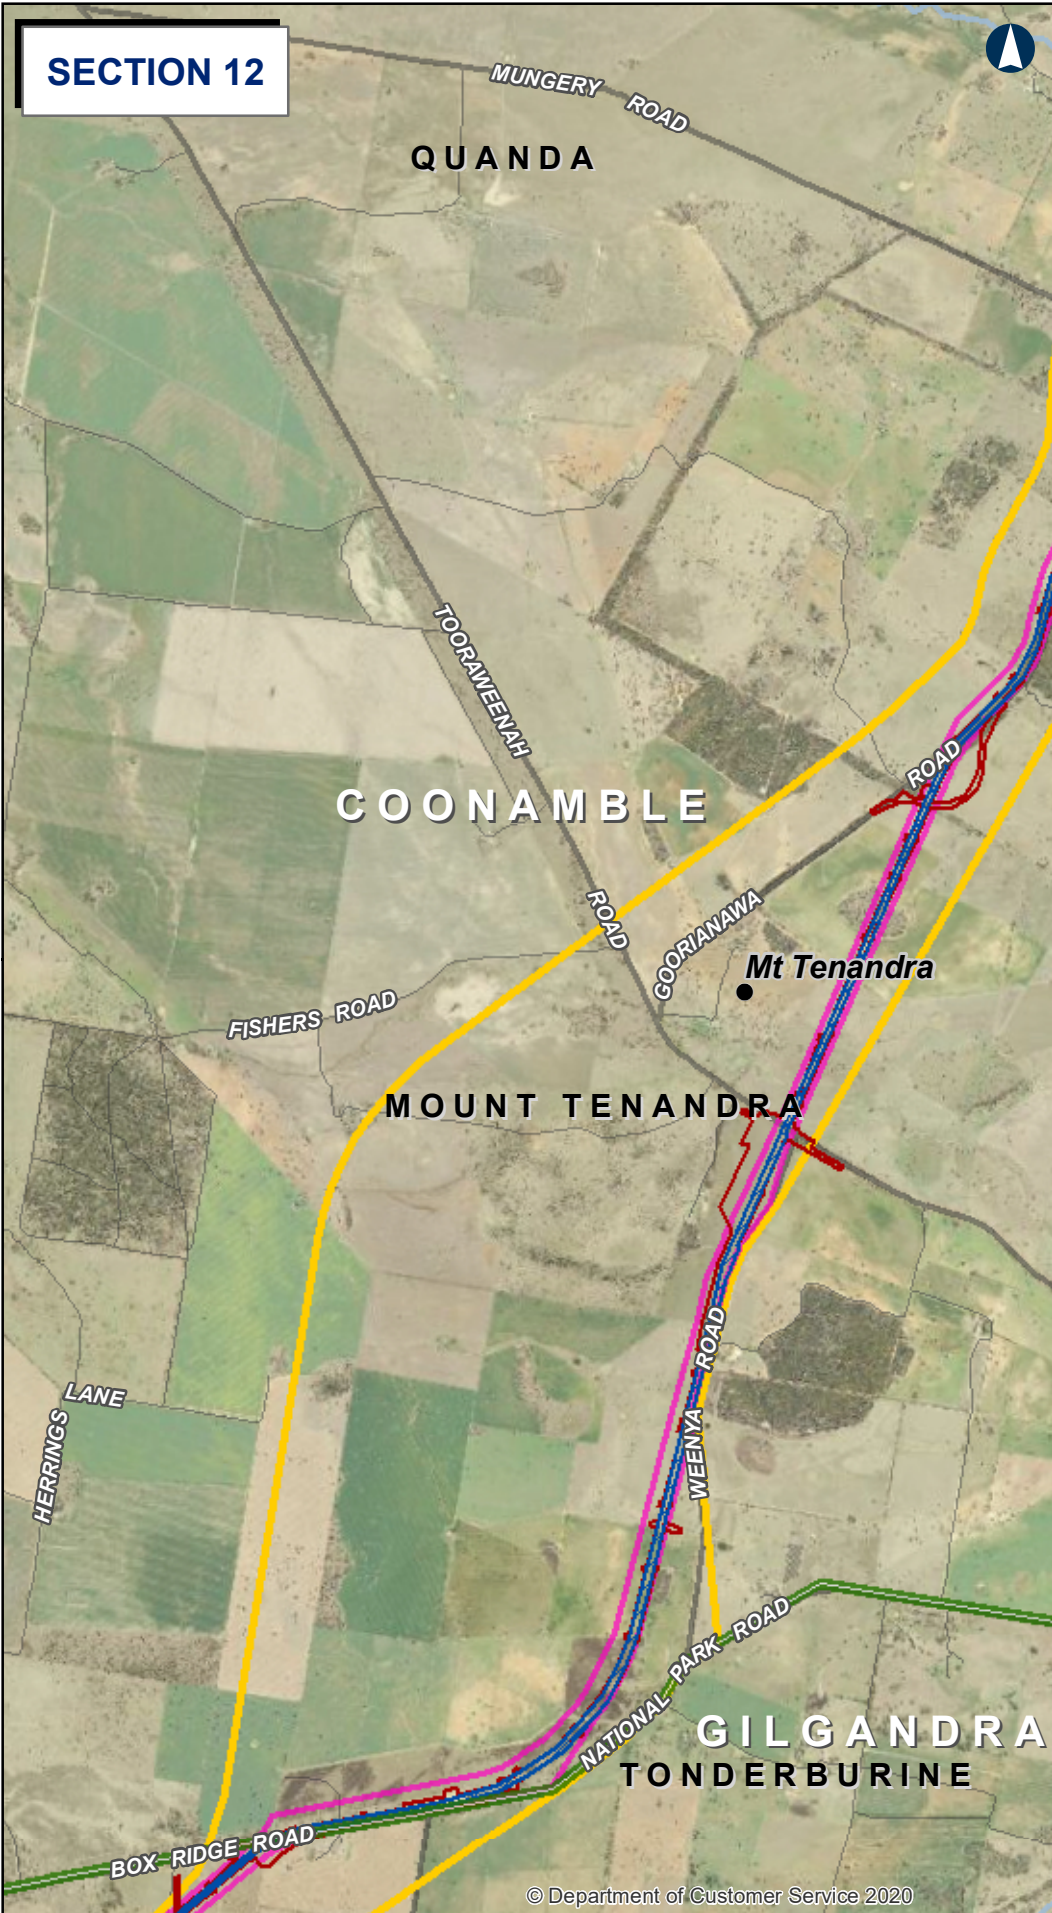 SECTION 12
MUNGERY ROAD
QUANDA
TOORAWEENAH
ROAD
COONAMBLE
ROAD
GOORIANAWA
Mt Tenandra
FISHERS ROAD
MOUNT TENANDRA
ROAD
WEENYA
LANE
HERRINGS
NATIONAL PARK ROAD
GILGANDRA
TONDERBURINE
BOX RIDGE ROAD
© Department of Customer Service 2020